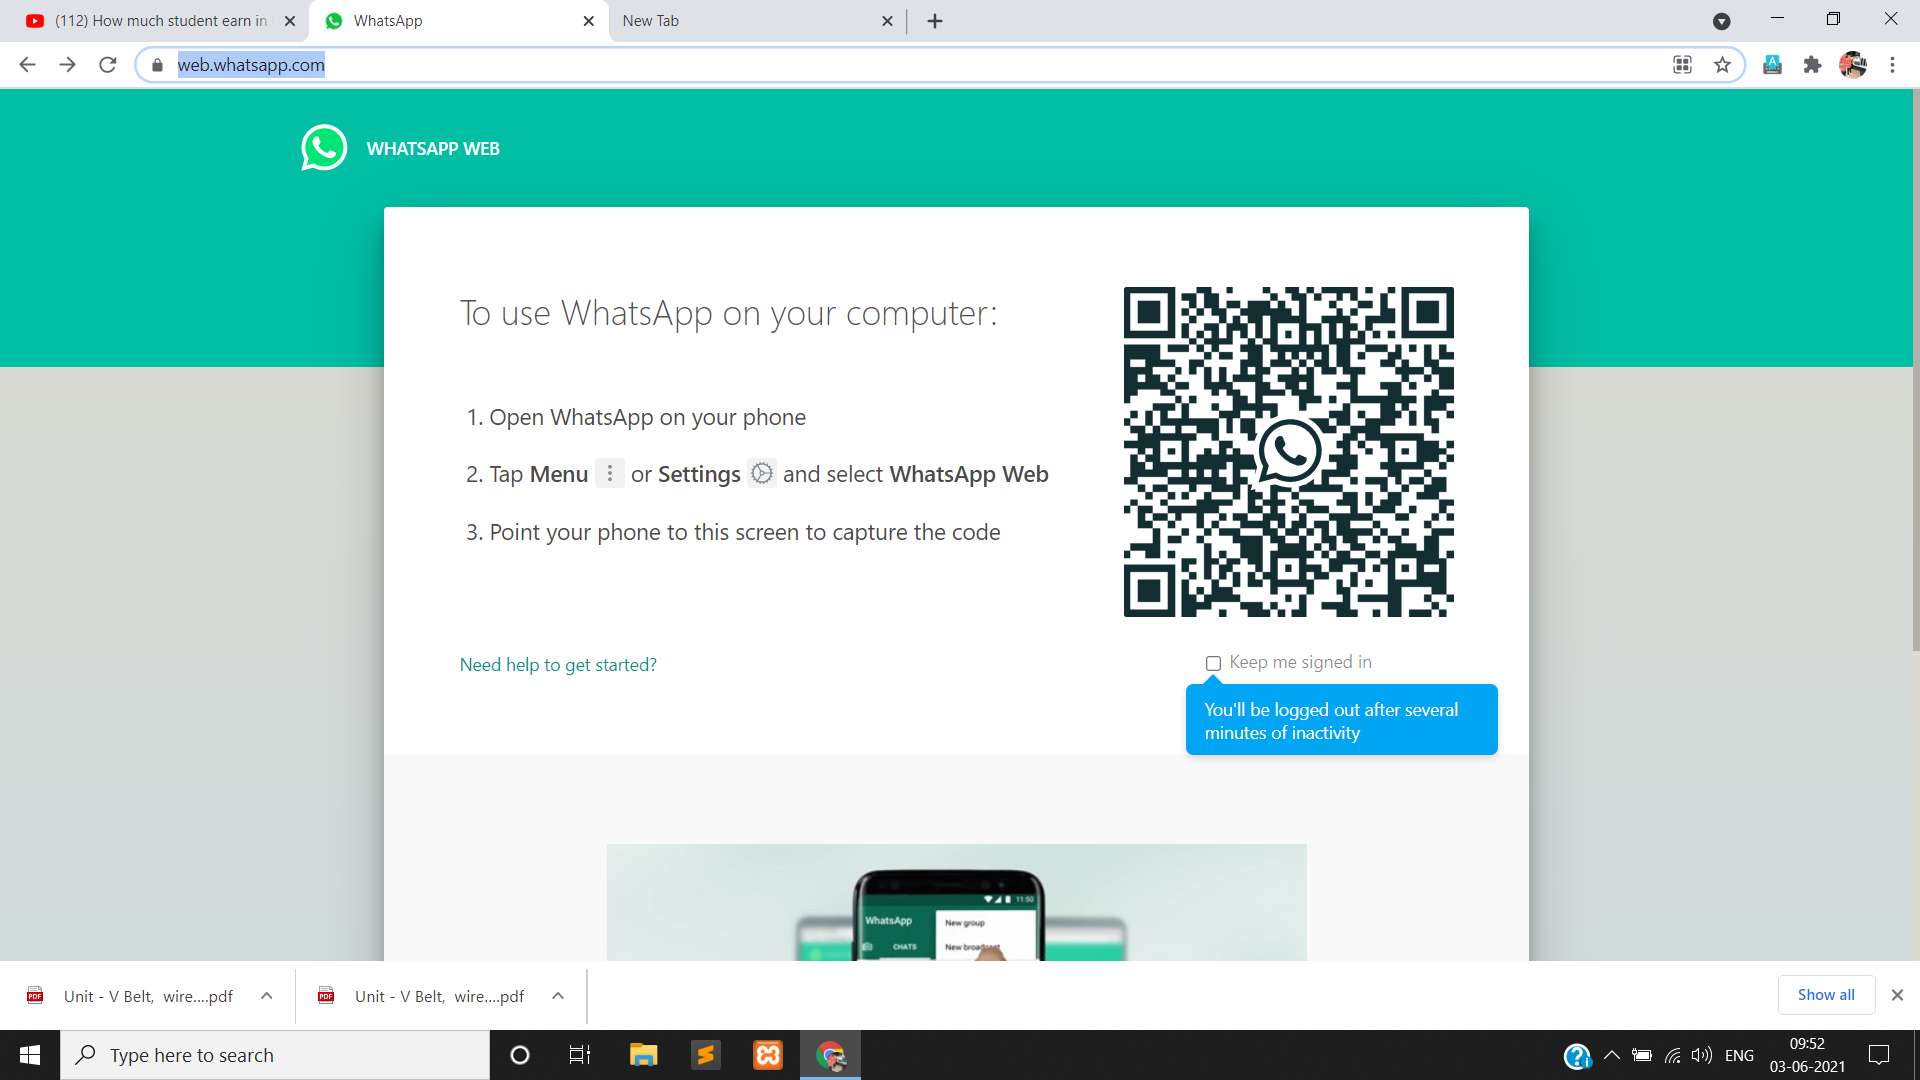 (112) How much student earn in
WhatsApp
New Tab
web.whatsapp.com
WHATSAPP WEB
To use WhatsApp on your computer:
1. Open WhatsApp on your phone
2. Tap Menu or Settings and select WhatsApp Web
3. Point your phone to this screen to capture the code
Need help to get started?
Keep me signed in
You'll be logged out after several
minutes of inactivity
11:50
WhatsApp
New group
CHATS
New broadcast
Unit - V Belt, wire....pdf
Unit - V Belt, wire....pdf
Show all
Type here to search
ENG
09:52
03-06-2021